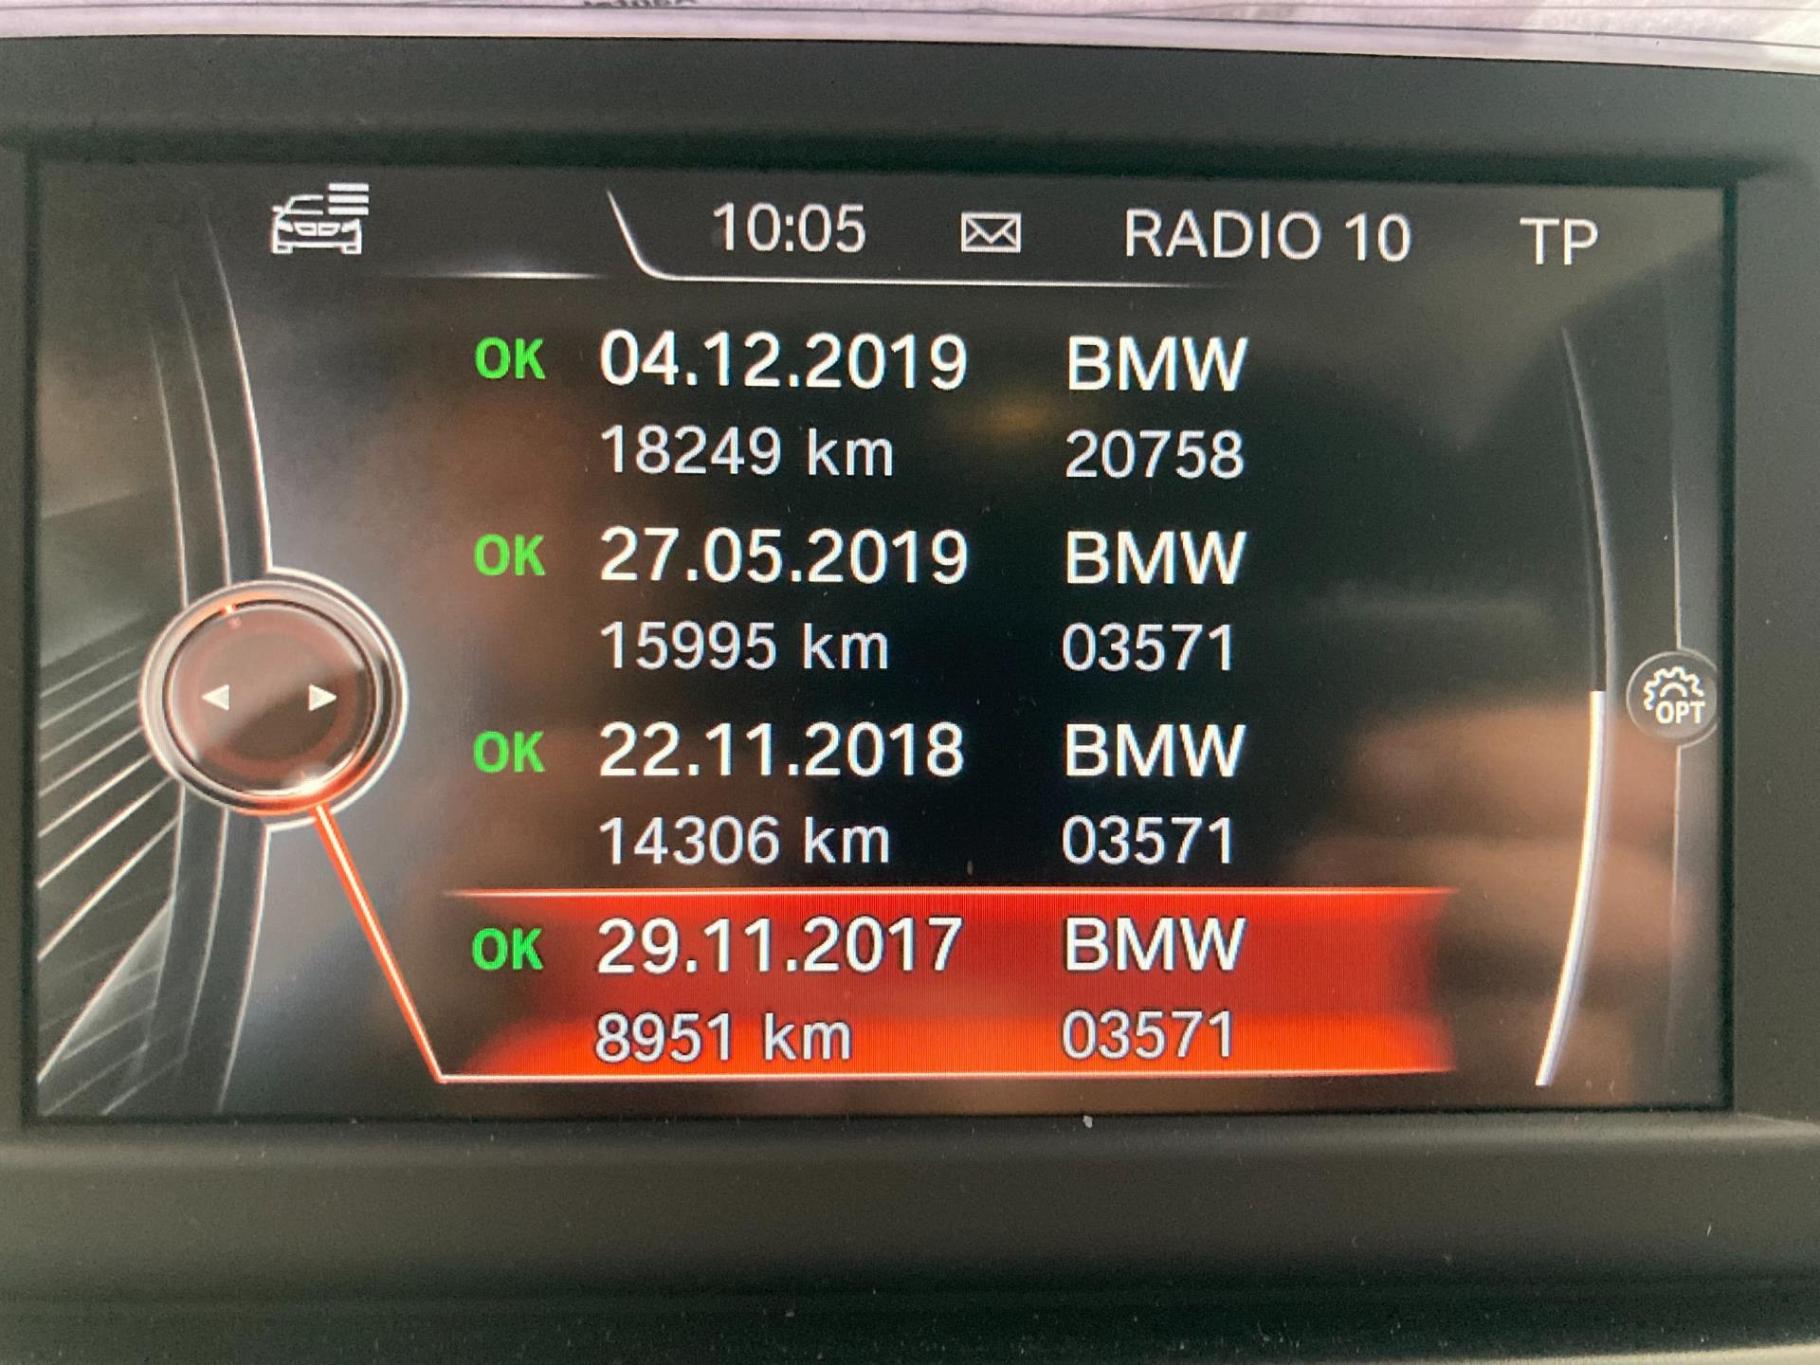 10:05 RADIO 10 TP
OK 04.12.2019 BMW
18249 km 20758
OK 27.05.2019 BMW
15995 km 03571
OPT
OK 22.11.2018 BMW
14306 km 03571
OK 29.11.2017 BMW
8951 km 03571